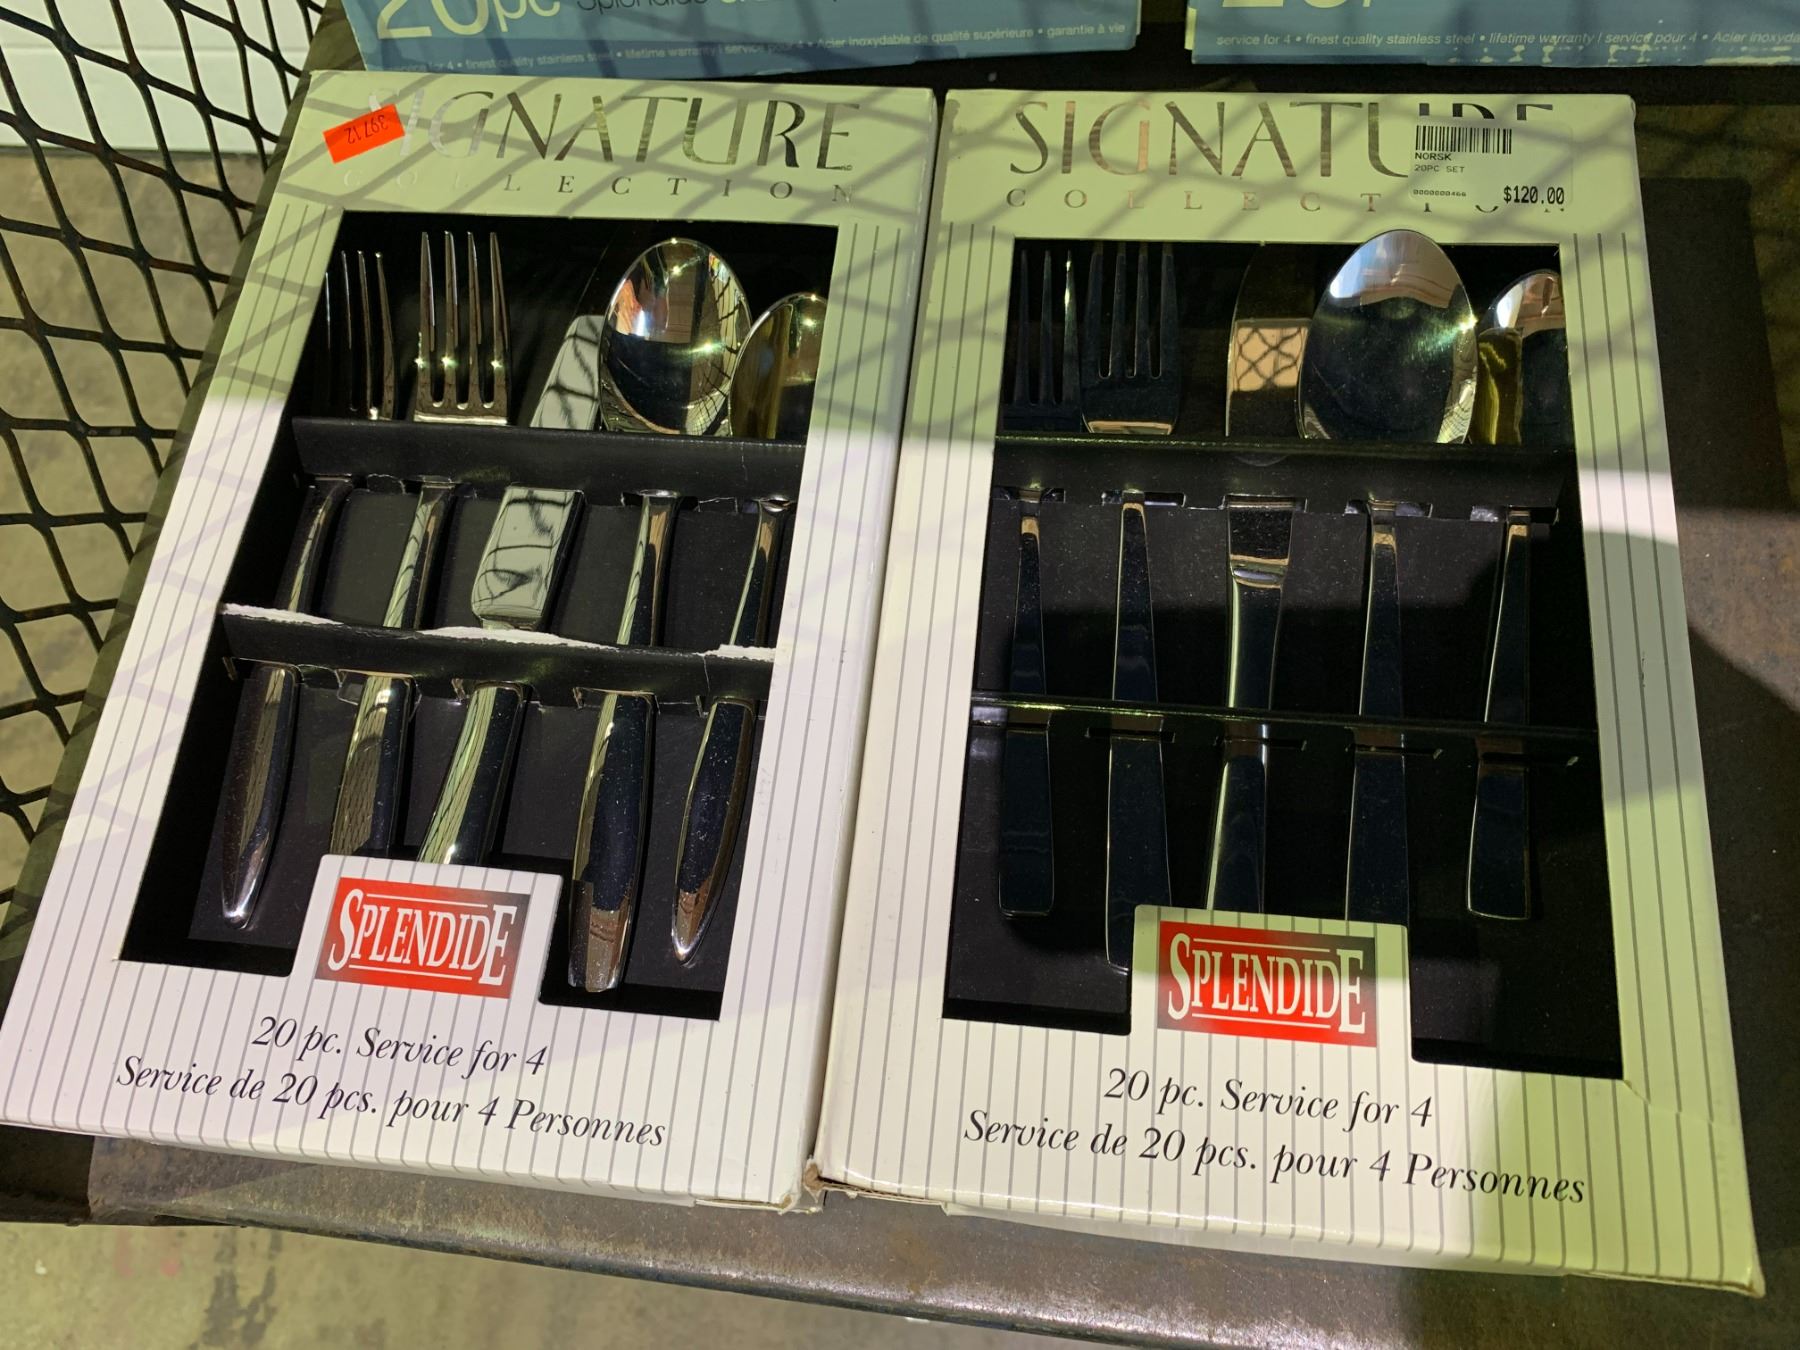 20pc
service for 4 • finest quality stainless steel • lifetime warranty | service pour 4 • Acier inoxydable de qualité supérieure • garantie à vie
service for 4 • finest quality stainless steel • lifetime warranty | service pour 4 • Acier
SIGNATURE
COLLECTION
39712
SPLENDIDE
20 pc. Service for 4
Service de 20 pcs. pour 4 Personnes
SIGNATURE
COLLECTION
NORSK
20PC SET
0000000466
$120.00
SPLENDIDE
20 pc. Service for 4
Service de 20 pcs. pour 4 Personnes